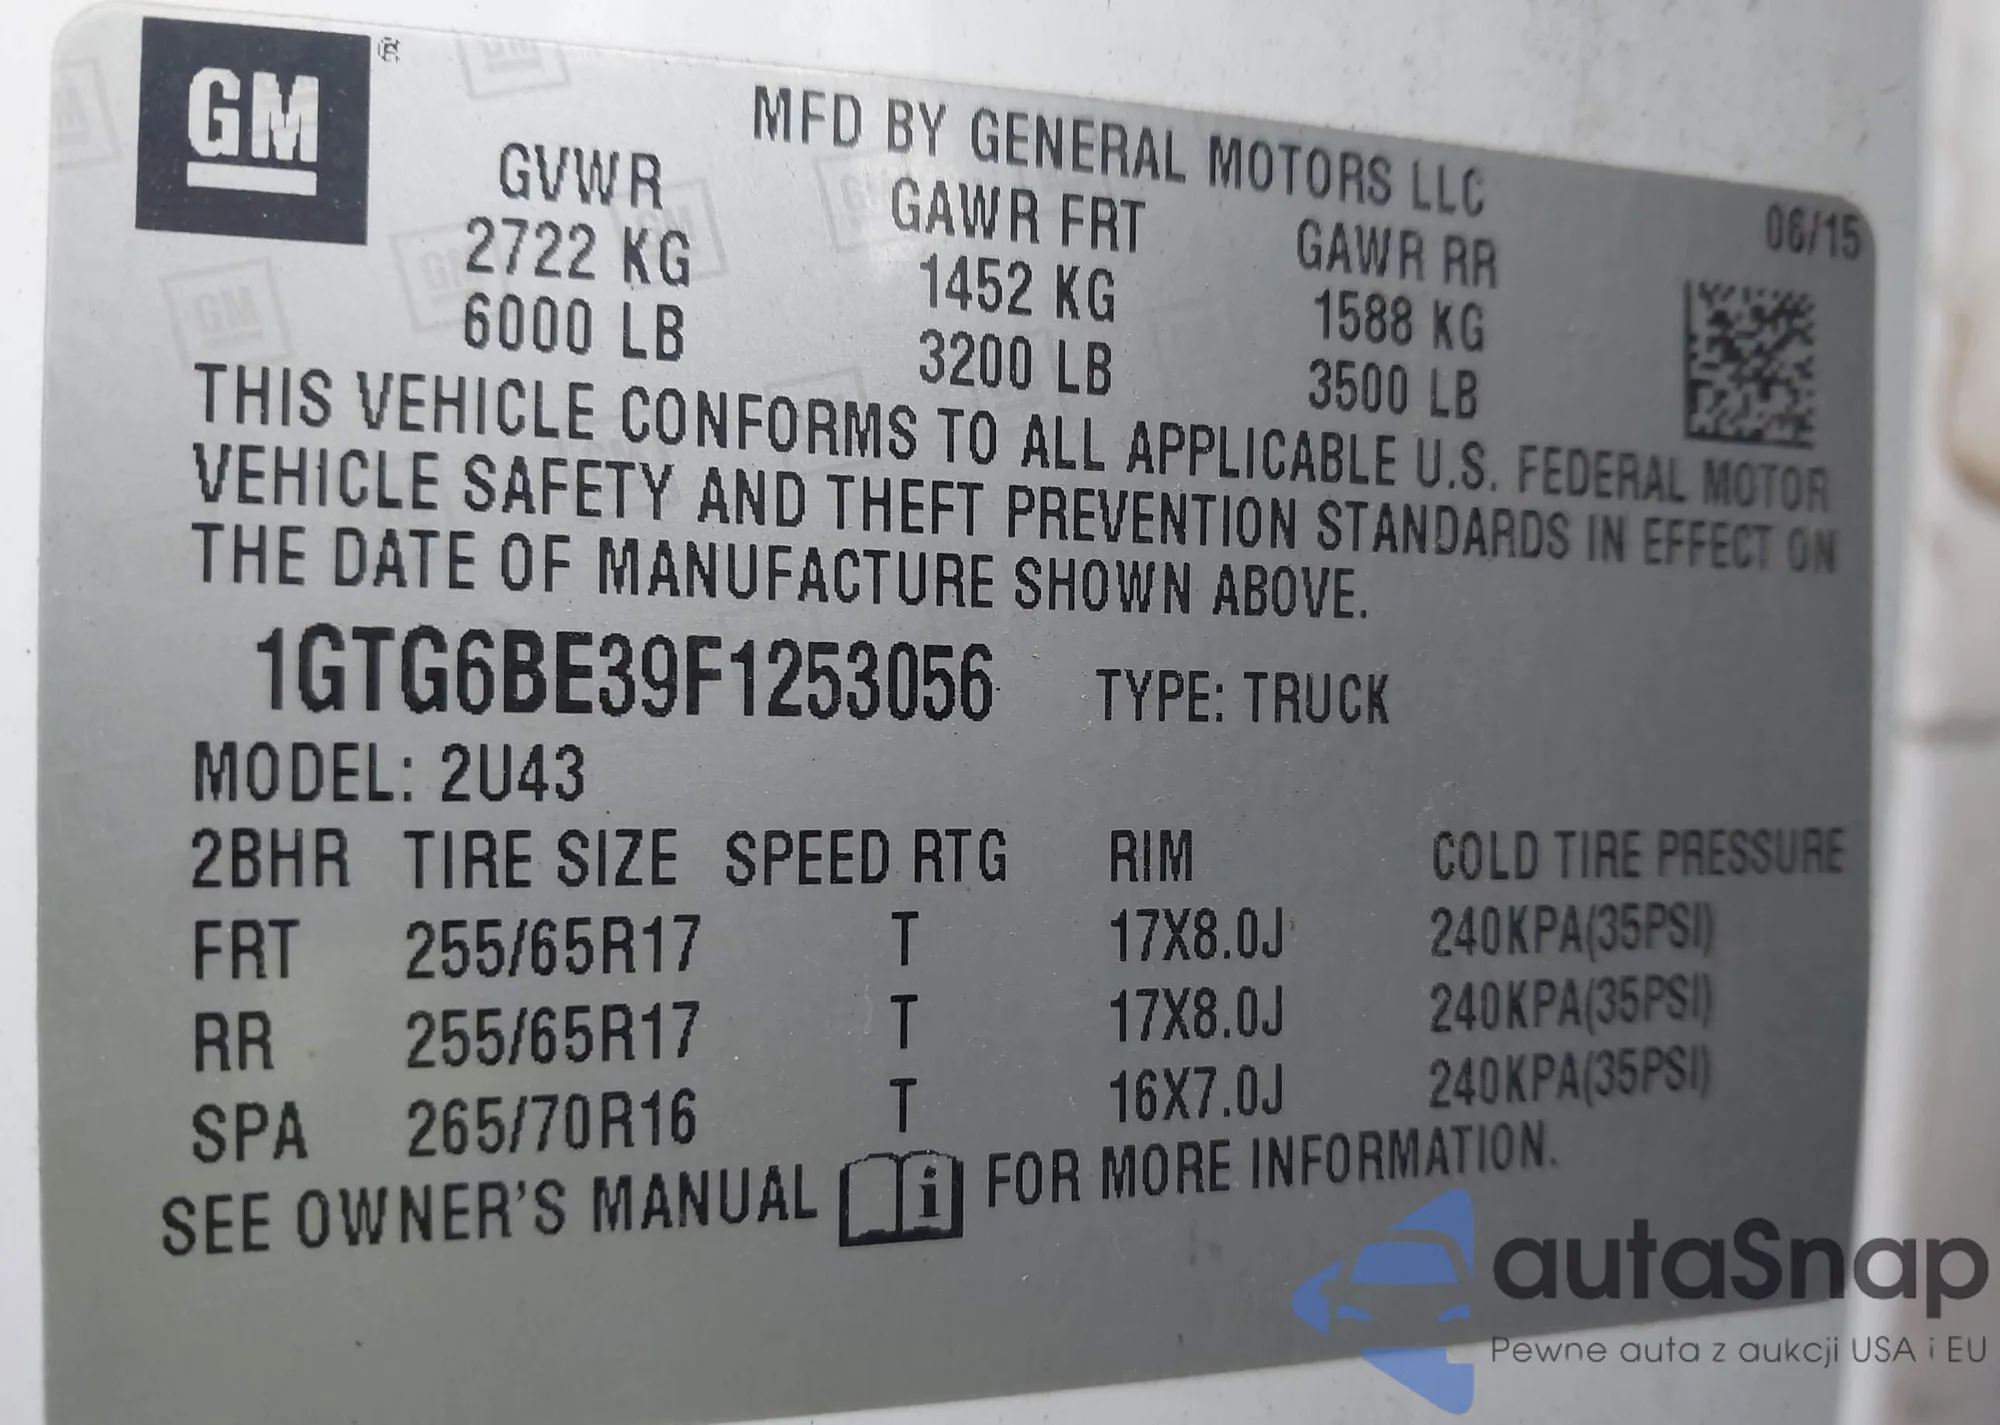 GM ®
MFD BY GENERAL MOTORS LLC
06/15
GVWR GAWR FRT GAWR RR
2722 KG 1452 KG 1588 KG
6000 LB 3200 LB 3500 LB
THIS VEHICLE CONFORMS TO ALL APPLICABLE U.S. FEDERAL MOTOR
VEHICLE SAFETY AND THEFT PREVENTION STANDARDS IN EFFECT ON
THE DATE OF MANUFACTURE SHOWN ABOVE.
1GTG6BE39F1253056 TYPE: TRUCK
MODEL: 2U43
2BHR TIRE SIZE SPEED RTG RIM COLD TIRE PRESSURE
FRT 255/65R17 T 17X8.0J 240KPA(35PSI)
RR 255/65R17 T 17X8.0J 240KPA(35PSI)
SPA 265/70R16 T 16X7.0J 240KPA(35PSI)
SEE OWNER'S MANUAL i FOR MORE INFORMATION.
autaSnap
Pewne auta z aukcji USA i EU